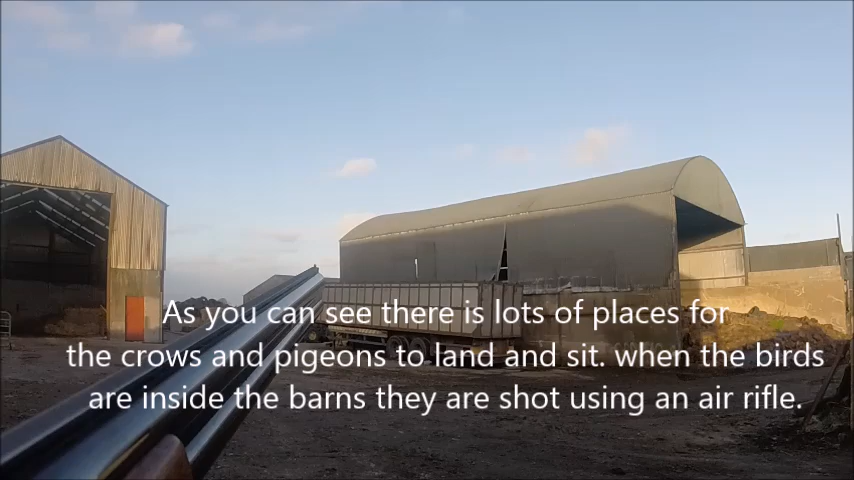 As you can see there is lots of places for
the crows and pigeons to land and sit. when the birds
are inside the barns they are shot using an air rifle.